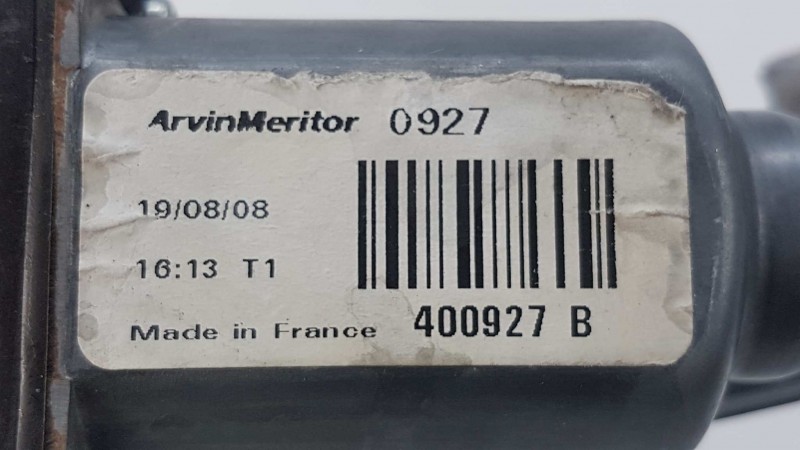 ArvinMeritor 0927
19/08/08
16:13 T1
Made in France 400927 B